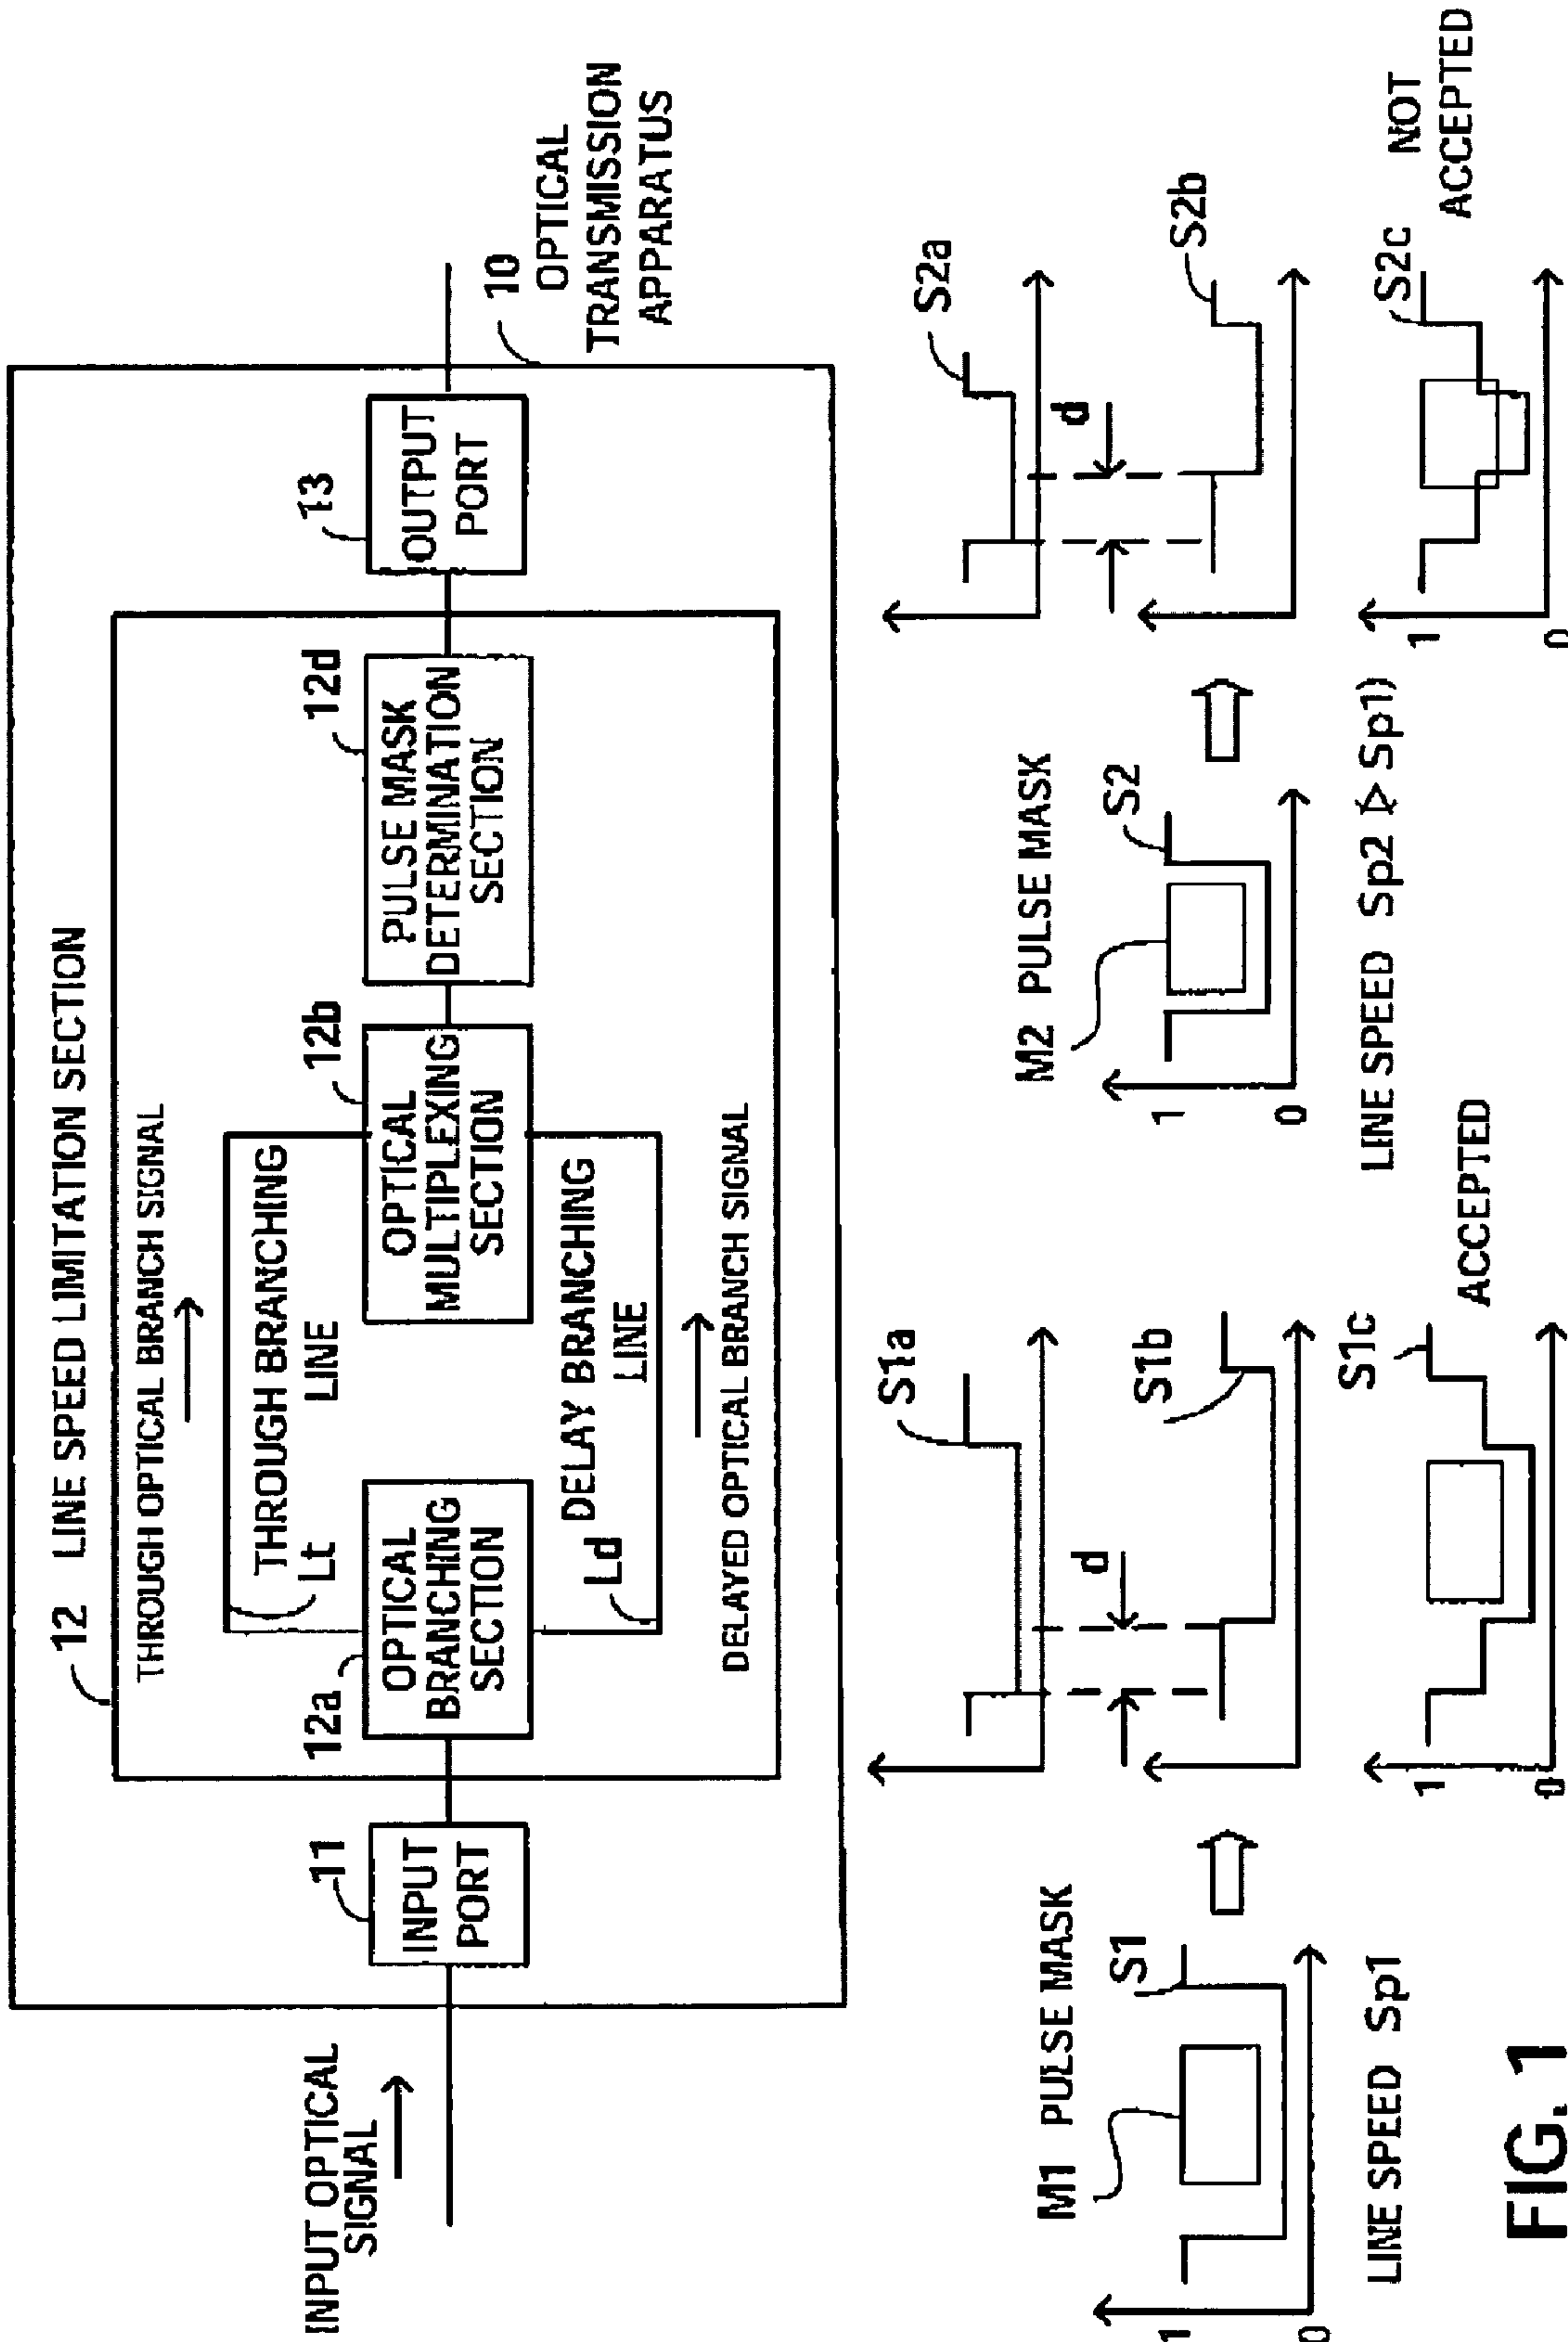 12 LINE SPEED LIMITATION SECTION
THROUGH OPTICAL BRANCH SIGNAL
INPUT OPTICAL
SIGNAL
11
INPUT
PORT
12a
OPTICAL
BRANCHING
SECTION
Lt
THROUGH BRANCHING
LINE
Ld
DELAY BRANCHING
LINE
DELAYED OPTICAL BRANCH SIGNAL
12b
OPTICAL
MULTIPLEXING
SECTION
12d
PULSE MASK
DETERMINATION
SECTION
13
OUTPUT
PORT
10
OPTICAL
TRANSMISSION
APPARATUS
M1 PULSE MASK
S1
1
0
LINE SPEED Sp1
S1a
d
S1b
S1c
1
0
ACCEPTED
M2 PULSE MASK
S2
1
0
LINE SPEED Sp2 (> Sp1)
S2a
d
S2b
S2c
1
0
NOT
ACCEPTED
FIG. 1